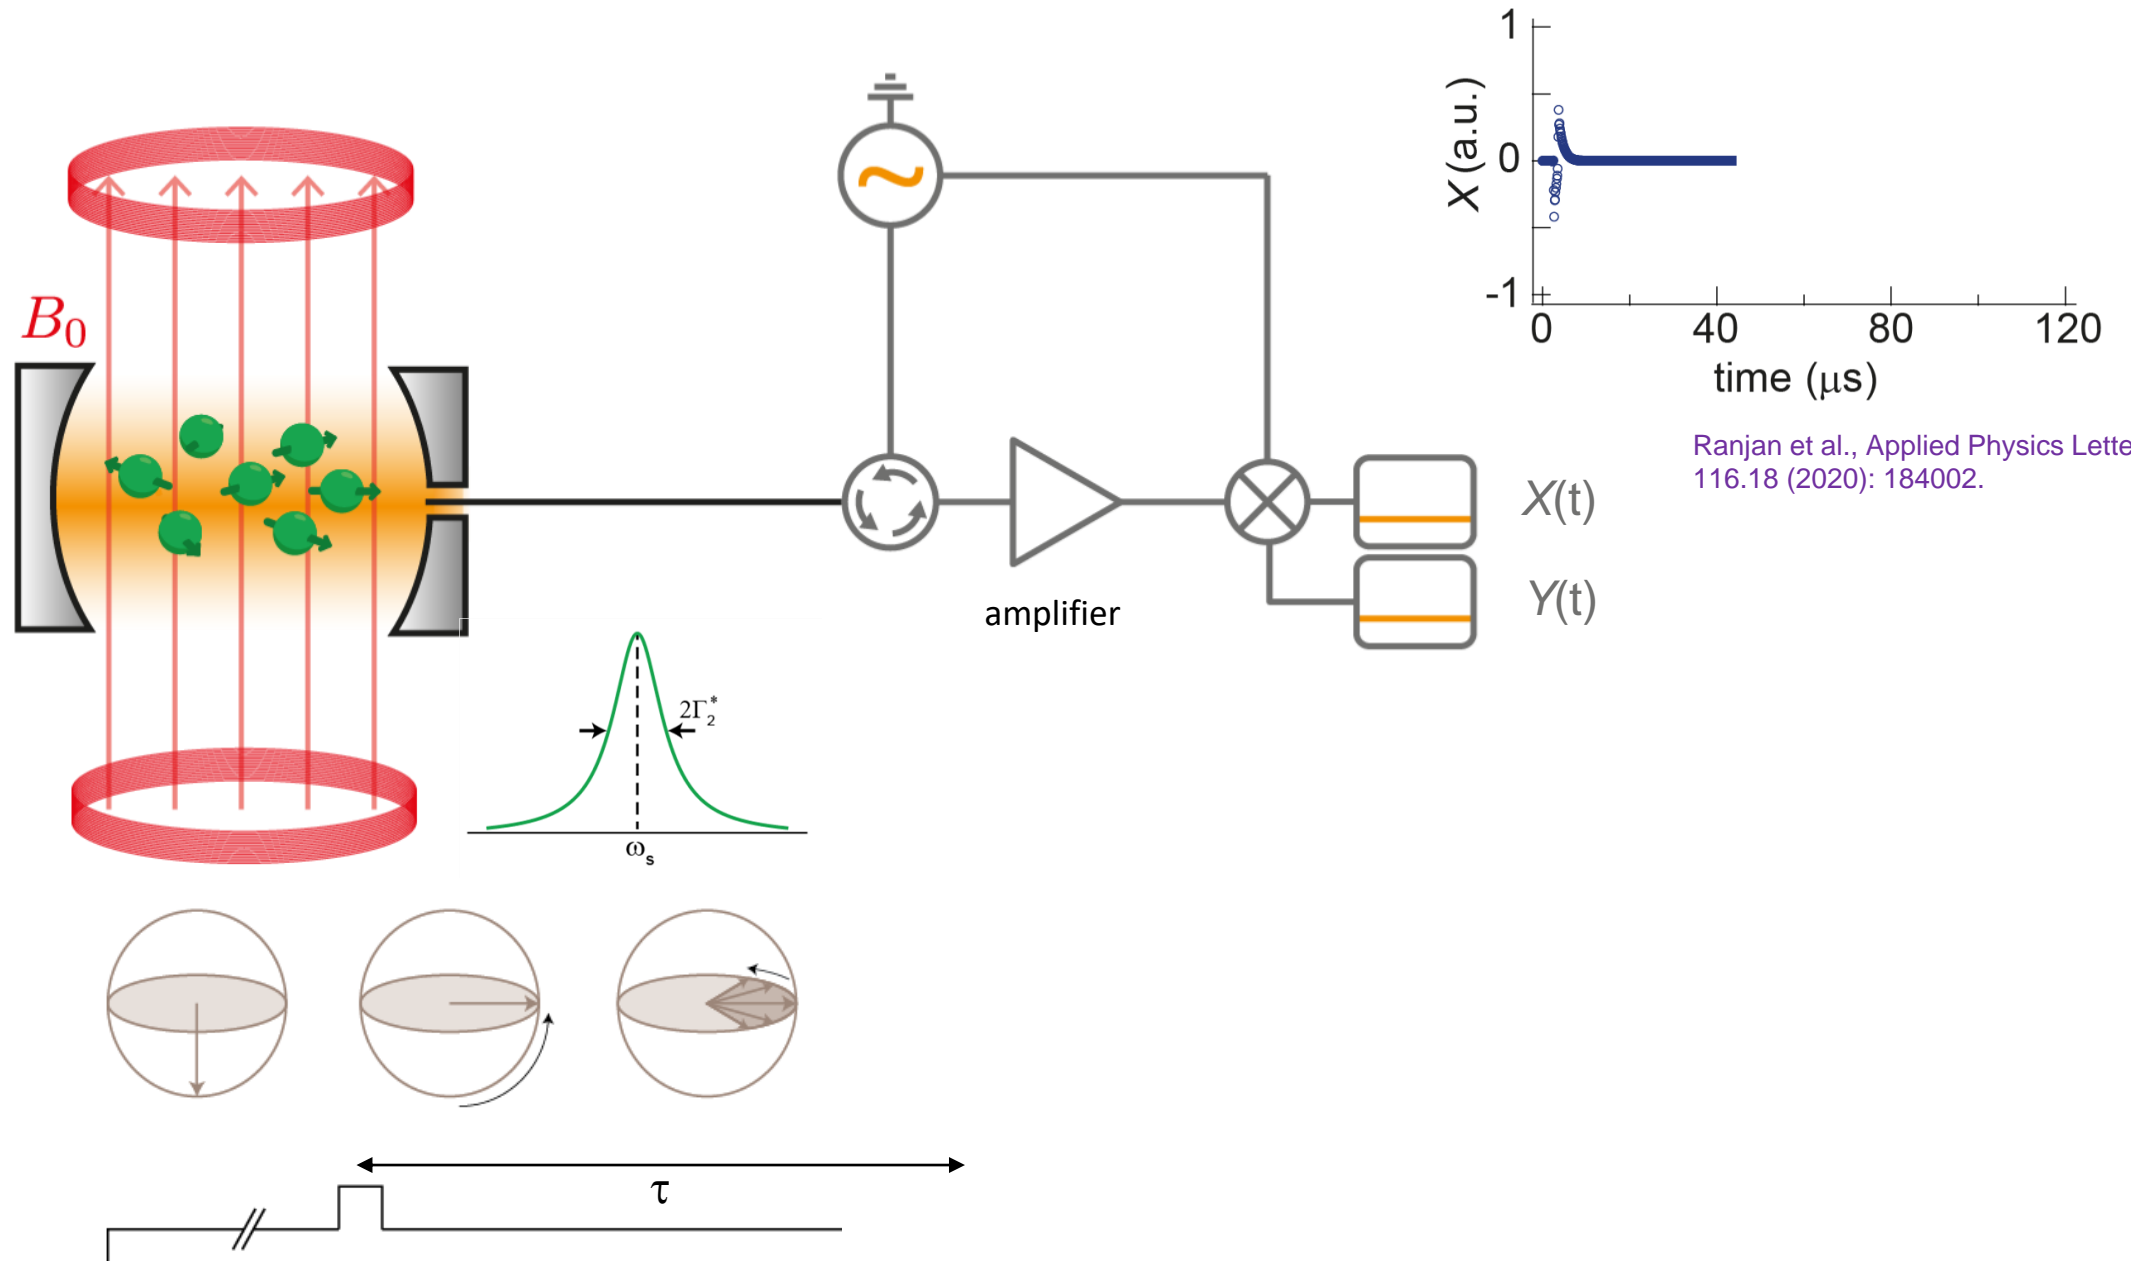 1
0
-1
X (a.u.)
0
40
80
120
time (μs)
Ranjan et al., Applied Physics Lette
116.18 (2020): 184002.
B₀
X(t)
Y(t)
amplifier
2Γ₂*
ωₛ
τ